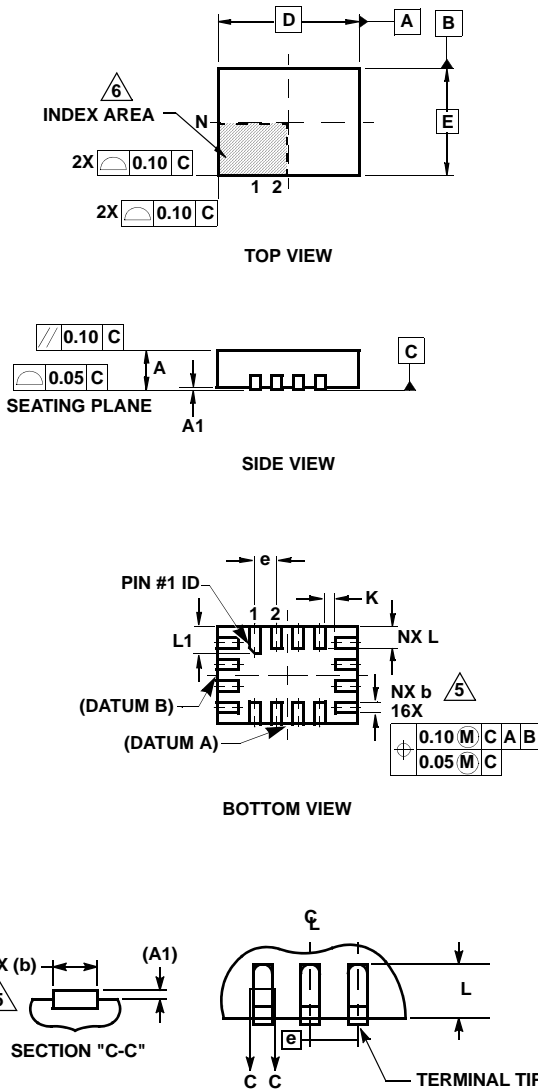 D
A
B
6
INDEX AREA
N
E
2X 0.10 C
1 2
2X 0.10 C
TOP VIEW
// 0.10 C
A
C
0.05 C
SEATING PLANE
A1
SIDE VIEW
e
PIN #1 ID
1 2
K
L1
NX L
(DATUM B)
NX b 5
16X
(DATUM A)
0.10 M C A B
0.05 M C
BOTTOM VIEW
X (b)
(A1)
CL
L
SECTION "C-C"
e
C C
TERMINAL TIP